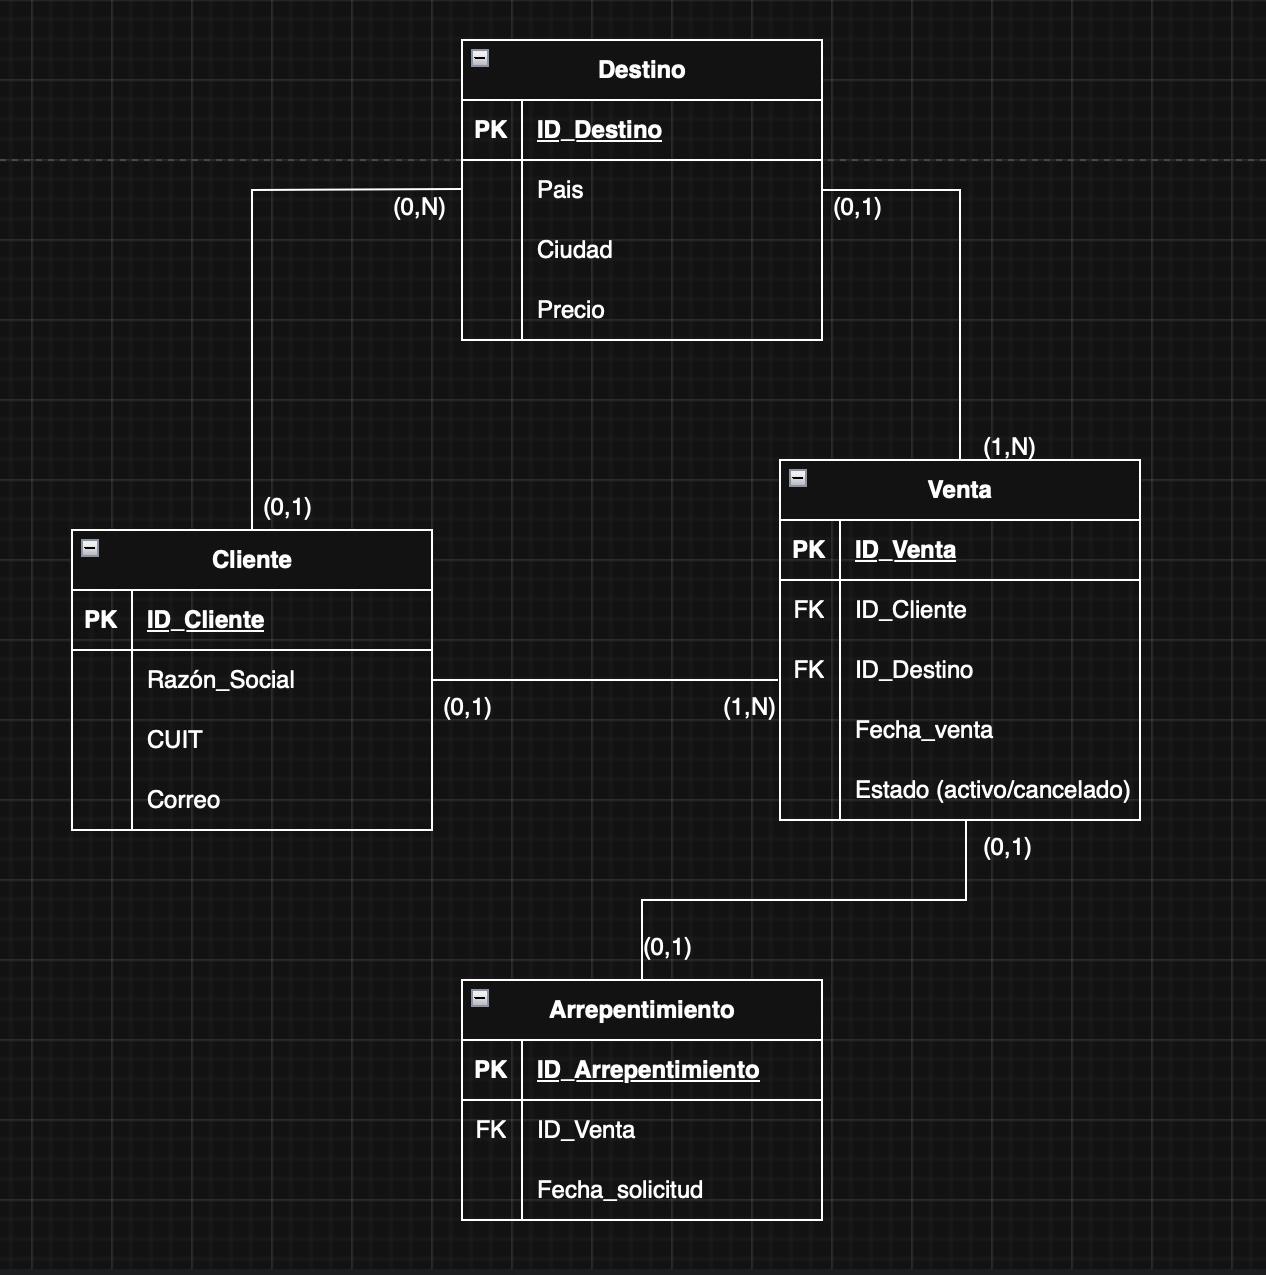 Destino
PK ID_Destino
Pais
(0,N)
(0,1)
Ciudad
Precio
(1,N)
Venta
(0,1)
PK ID_Venta
Cliente
FK ID_Cliente
PK ID_Cliente
FK ID_Destino
Razón_Social
(0,1)
(1,N)
Fecha_venta
CUIT
Estado (activo/cancelado)
Correo
(0,1)
(0,1)
Arrepentimiento
PK ID_Arrepentimiento
FK ID_Venta
Fecha_solicitud